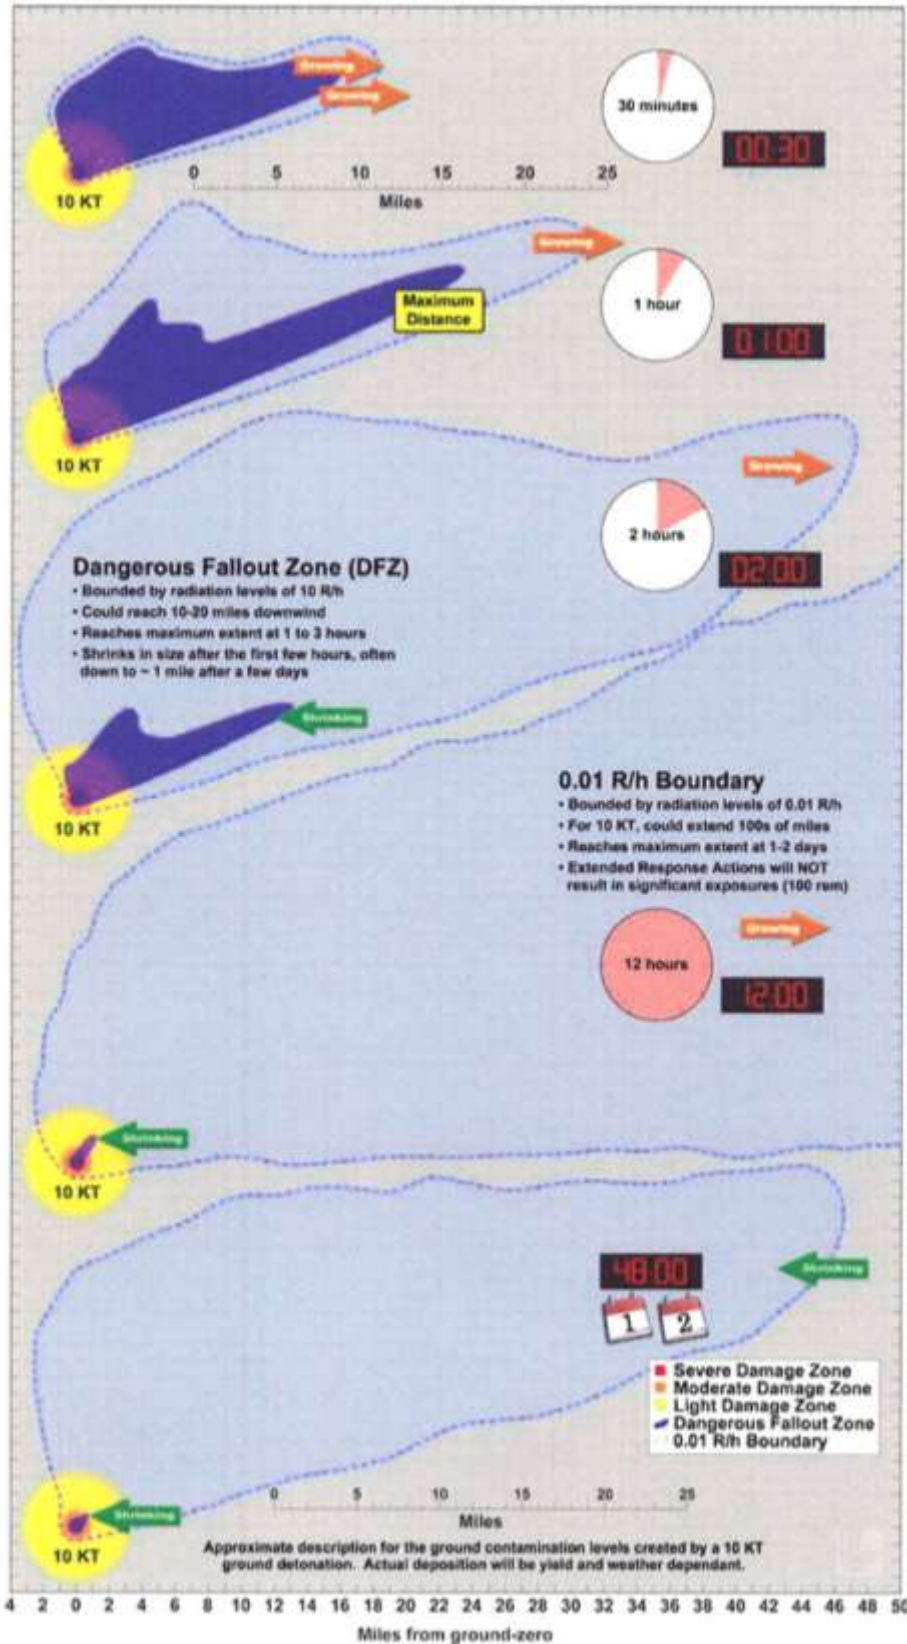 Growing
Growing
30 minutes
00:30
10 KT
0 5 10 15 20 25
Miles
Growing
1 hour
Maximum
Distance
01:00
10 KT
Growing
2 hours
02:00
Dangerous Fallout Zone (DFZ)
• Bounded by radiation levels of 10 R/h
• Could reach 10-20 miles downwind
• Reaches maximum extent at 1 to 3 hours
• Shrinks in size after the first few hours, often
down to ~ 1 mile after a few days
Shrinking
10 KT
0.01 R/h Boundary
• Bounded by radiation levels of 0.01 R/h
• For 10 KT, could extend 100s of miles
• Reaches maximum extent at 1-2 days
• Extended Response Actions will NOT
result in significant exposures (100 rem)
Growing
12 hours
12:00
Shrinking
10 KT
48:00
Shrinking
1 2
Severe Damage Zone
Moderate Damage Zone
Light Damage Zone
Dangerous Fallout Zone
0.01 R/h Boundary
0 5 10 15 20 25
Miles
Shrinking
10 KT
Approximate description for the ground contamination levels created by a 10 KT
ground detonation. Actual deposition will be yield and weather dependant.
4 2 0 2 4 6 8 10 12 14 16 18 20 22 24 26 28 30 32 34 36 38 40 42 44 46 48 50
Miles from ground-zero